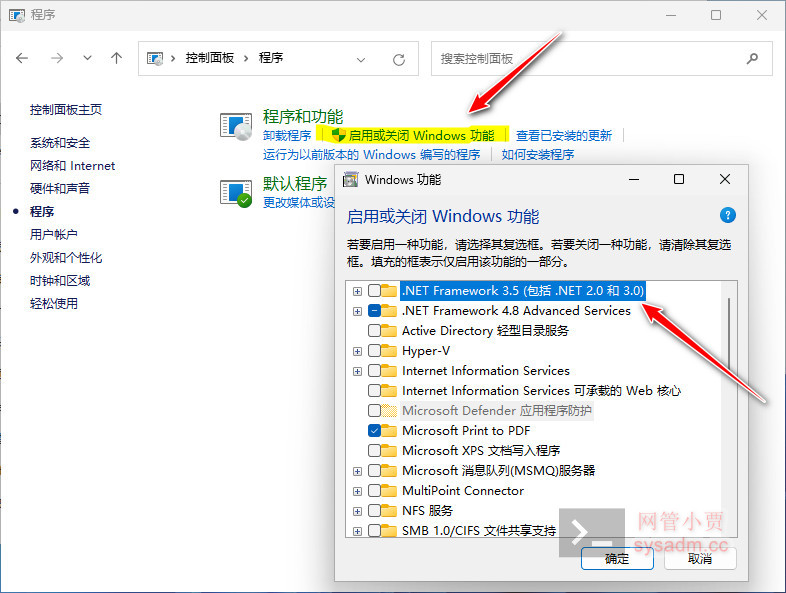 程序
控制面板 程序
搜索控制面板
控制面板主页
系统和安全
网络和 Internet
硬件和声音
程序
用户帐户
外观和个性化
时钟和区域
轻松使用
程序和功能
卸载程序 启用或关闭 Windows 功能 查看已安装的更新
运行为以前版本的 Windows 编写的程序 如何安装程序
默认程序
更改媒体或设
Windows 功能
启用或关闭 Windows 功能
若要启用一种功能，请选择其复选框。若要关闭一种功能，请清除其复选
框。填充的框表示仅启用该功能的一部分。
.NET Framework 3.5 (包括 .NET 2.0 和 3.0)
.NET Framework 4.8 Advanced Services
Active Directory 轻型目录服务
Hyper-V
Internet Information Services
Internet Information Services 可承载的 Web 核心
Microsoft Defender 应用程序防护
Microsoft Print to PDF
Microsoft XPS 文档写入程序
Microsoft 消息队列(MSMQ)服务器
MultiPoint Connector
NFS 服务
SMB 1.0/CIFS 文件共享支持
网管小贾
sysadm.cc
确定 取消